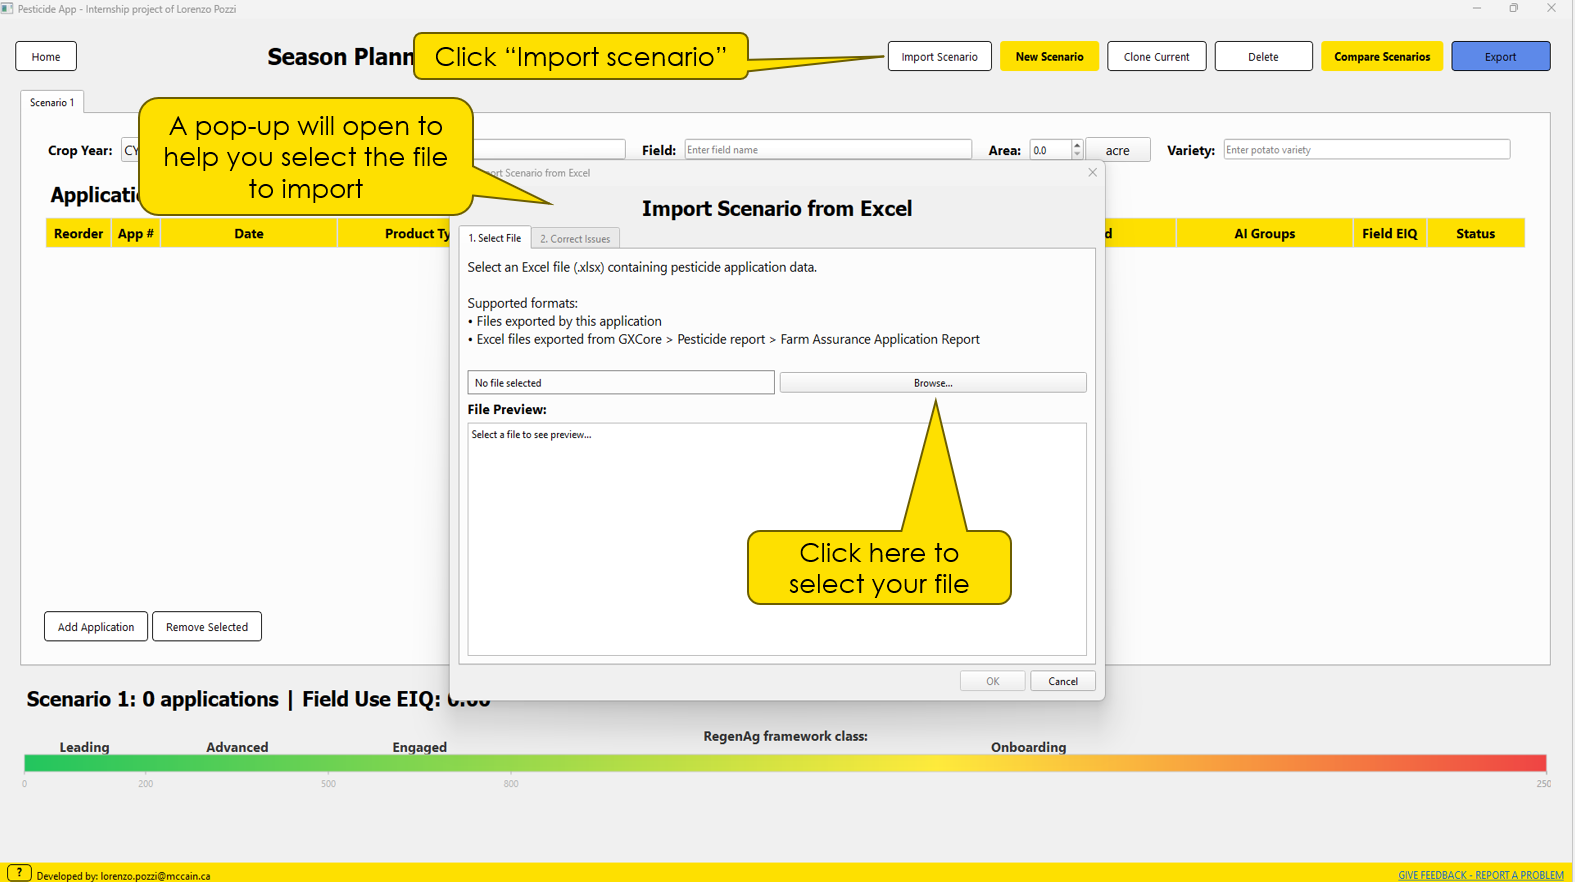 Pesticide App - Internship project of Lorenzo Pozzi
Home
Season Plann
Click “Import scenario”
Import Scenario
New Scenario
Clone Current
Delete
Compare Scenarios
Export
Scenario 1
A pop-up will open to
help you select the file
to import
Crop Year:
CY
Field:
Enter field name
Area:
0.0
acre
Variety:
Enter potato variety
ort Scenario from Excel
Applicati
Import Scenario from Excel
Reorder
App #
Date
Product Ty
d
AI Groups
Field EIQ
Status
1. Select File
2. Correct Issues
Select an Excel file (.xlsx) containing pesticide application data.
Supported formats:
• Files exported by this application
• Excel files exported from GXCore > Pesticide report > Farm Assurance Application Report
No file selected
Browse...
File Preview:
Select a file to see preview...
Click here to
select your file
Add Application
Remove Selected
OK
Cancel
Scenario 1: 0 applications | Field Use EIQ: 0.00
RegenAg framework class:
Leading
Advanced
Engaged
Onboarding
0
200
500
800
250
?
Developed by: lorenzo.pozzi@mccain.ca
GIVE FEEDBACK - REPORT A PROBLEM